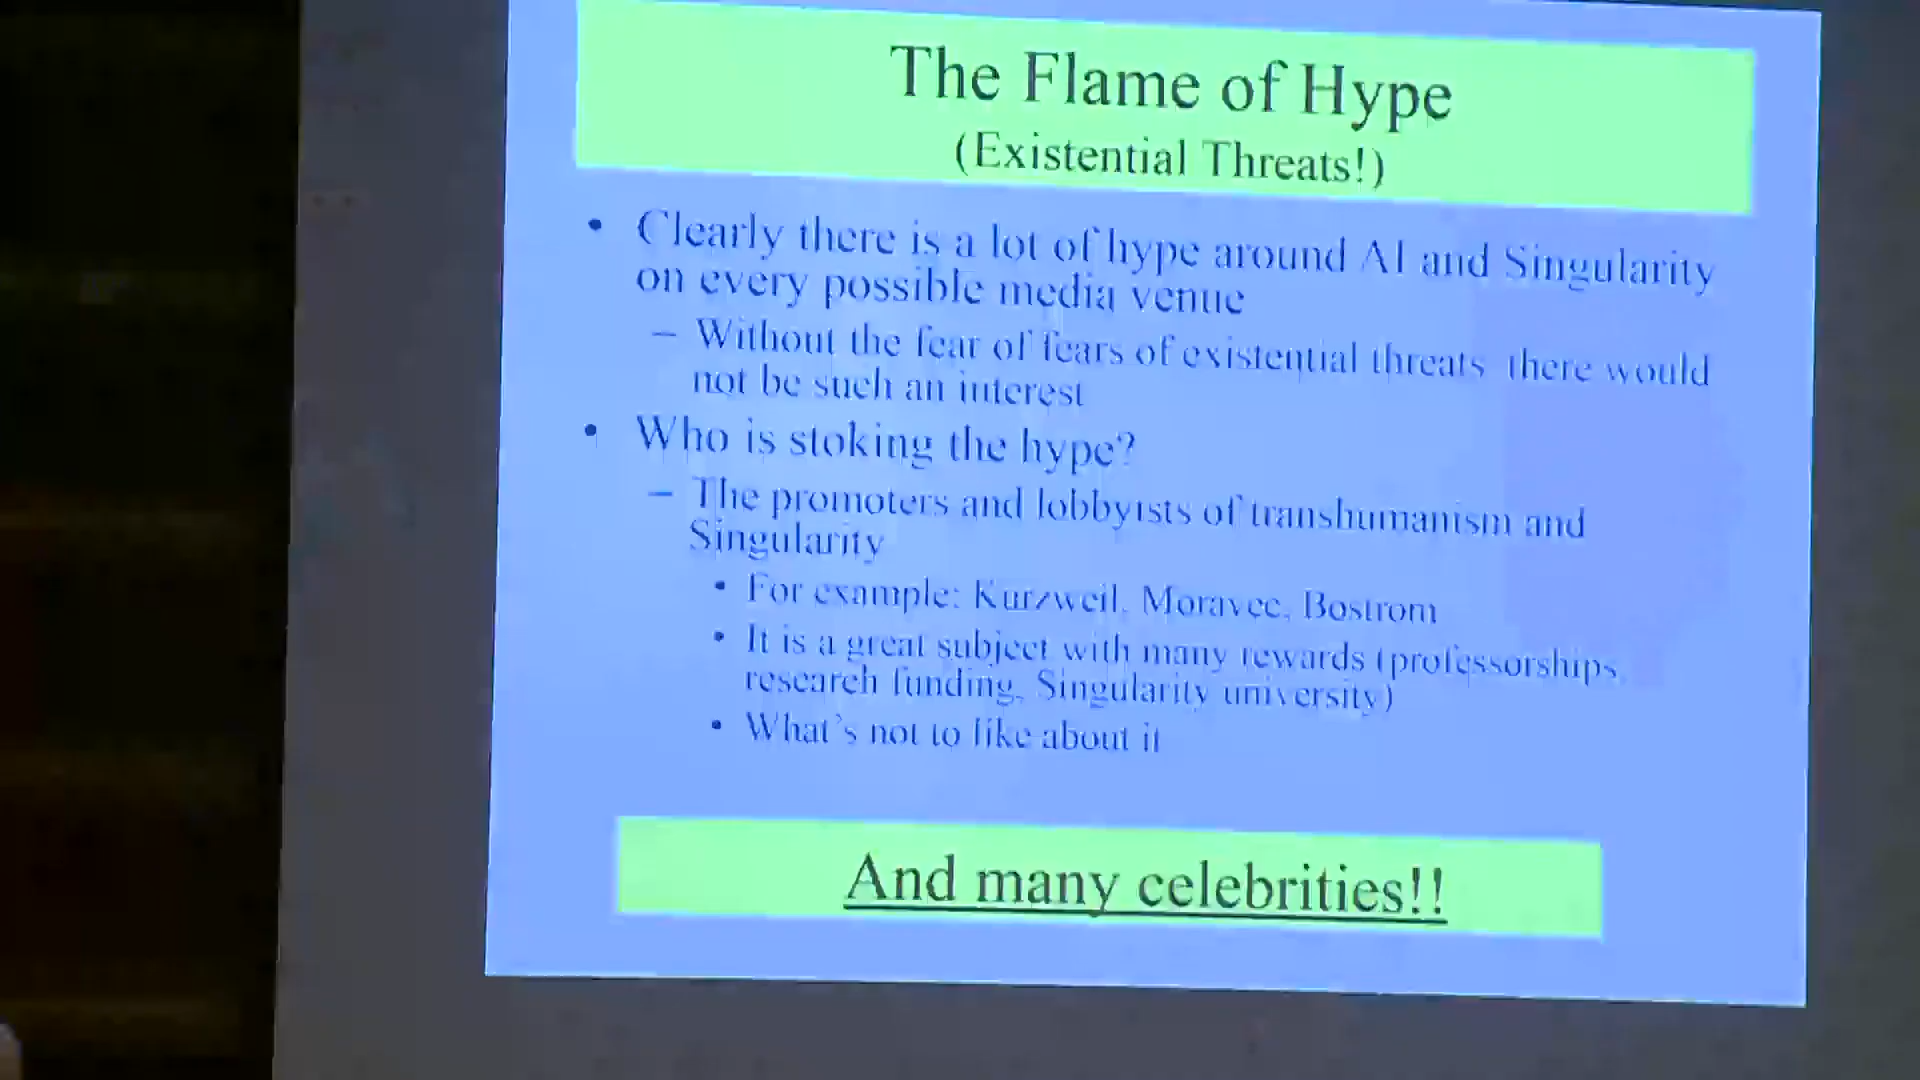 The Flame of Hype
(Existential Threats!)
• Clearly there is a lot of hype around AI and Singularity
on every possible media venue
– Without the fear of fears of existential threats there would
not be such an interest
• Who is stoking the hype?
– The promoters and lobbyists of transhumanism and
Singularity
• For example: Kurzweil, Moravec, Bostrom
• It is a great subject with many rewards (professorships,
research funding, Singularity university)
• What's not to like about it
And many celebrities!!